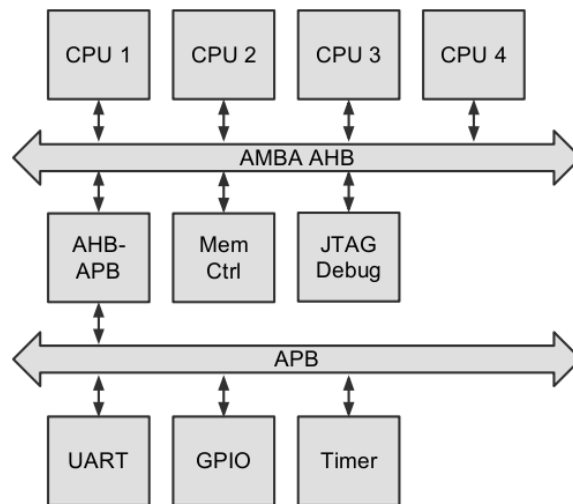 CPU 1
CPU 2
CPU 3
CPU 4
AMBA AHB
AHB-
APB
Mem
Ctrl
JTAG
Debug
APB
UART
GPIO
Timer